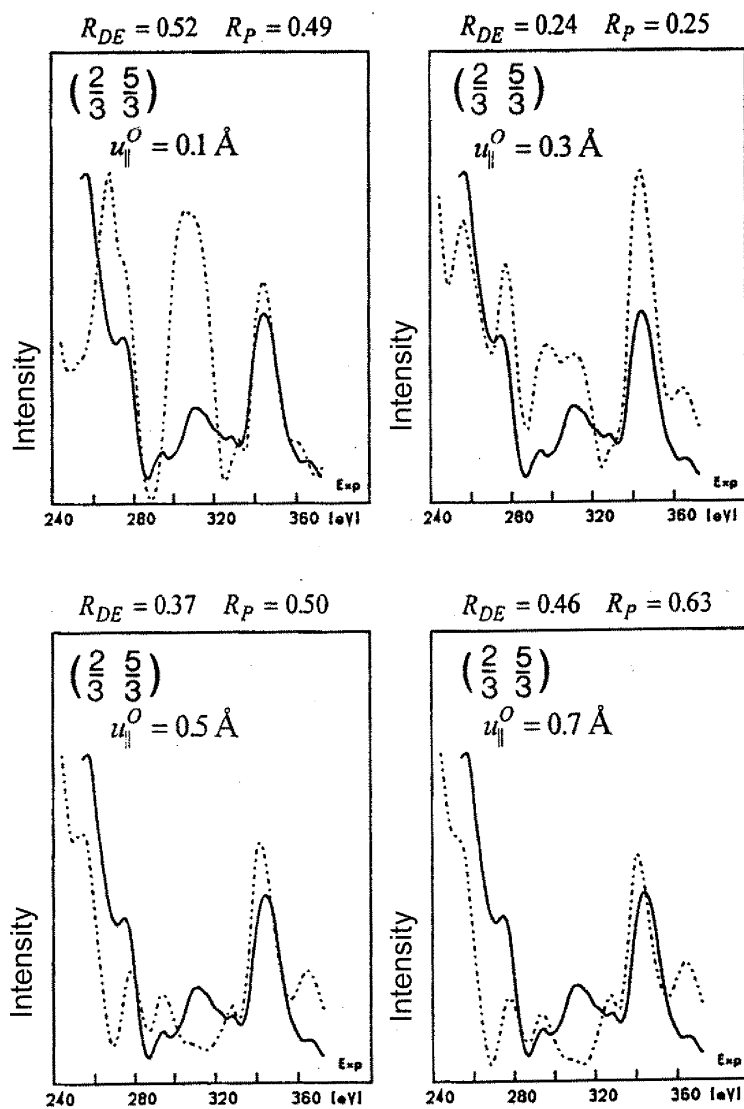 R_DE = 0.52 R_P = 0.49
(2/3 5/3)
u_∥^O = 0.1 Å
Intensity
Exp
240 280 320 360 [eV]
R_DE = 0.24 R_P = 0.25
(2/3 5/3)
u_∥^O = 0.3 Å
Intensity
Exp
240 280 320 360 [eV]
R_DE = 0.37 R_P = 0.50
(2/3 5/3)
u_∥^O = 0.5 Å
Intensity
Exp
240 280 320 360 [eV]
R_DE = 0.46 R_P = 0.63
(2/3 5/3)
u_∥^O = 0.7 Å
Intensity
Exp
240 280 320 360 [eV]